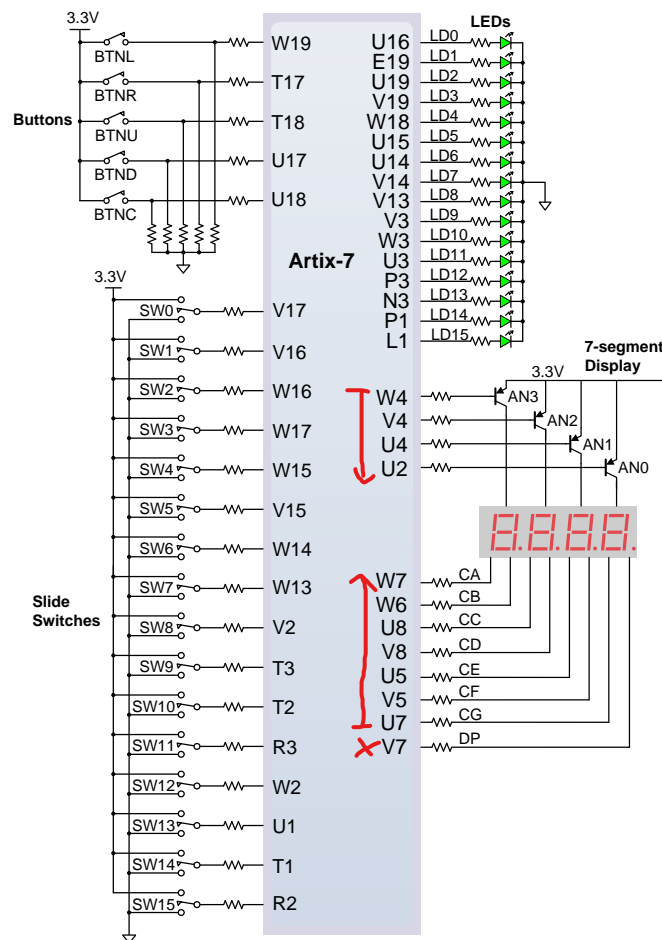 3.3V
LEDs
BTNL
W19
U16 LD0
E19 LD1
BTNR
T17
U19 LD2
V19 LD3
Buttons
BTNU
T18
W18 LD4
U15 LD5
BTND
U17
U14 LD6
V14 LD7
BTNC
U18
V13 LD8
V3 LD9
W3 LD10
Artix-7
U3 LD11
3.3V
P3 LD12
N3 LD13
SW0
V17
P1 LD14
L1 LD15
SW1
V16
7-segment
Display
3.3V
SW2
W16
W4
AN3
V4
AN2
SW3
W17
U4
AN1
SW4
W15
U2
AN0
SW5
V15
SW6
W14
SW7
W13
W7 CA
W6 CB
Slide
Switches
SW8
V2
U8 CC
V8 CD
SW9
T3
U5 CE
V5 CF
SW10
T2
U7 CG
SW11
R3
V7 DP
SW12
W2
SW13
U1
SW14
T1
SW15
R2